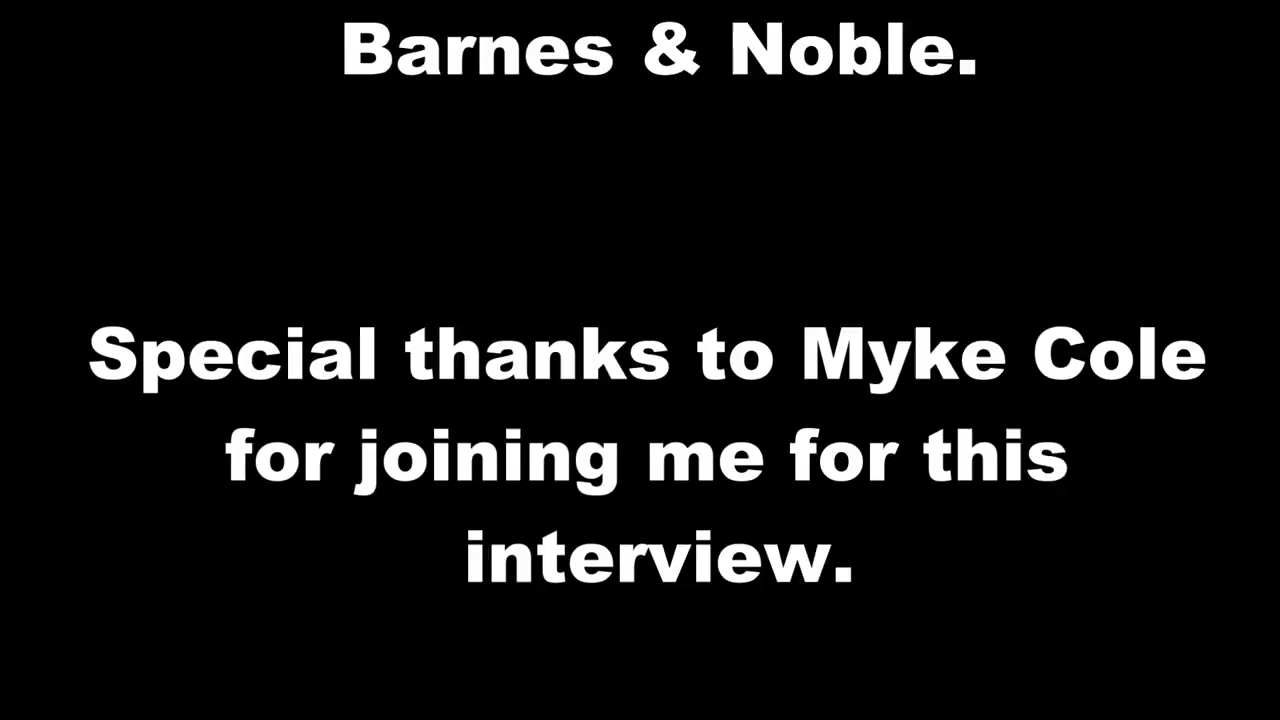 Barnes & Noble.
Special thanks to Myke Cole
for joining me for this
interview.